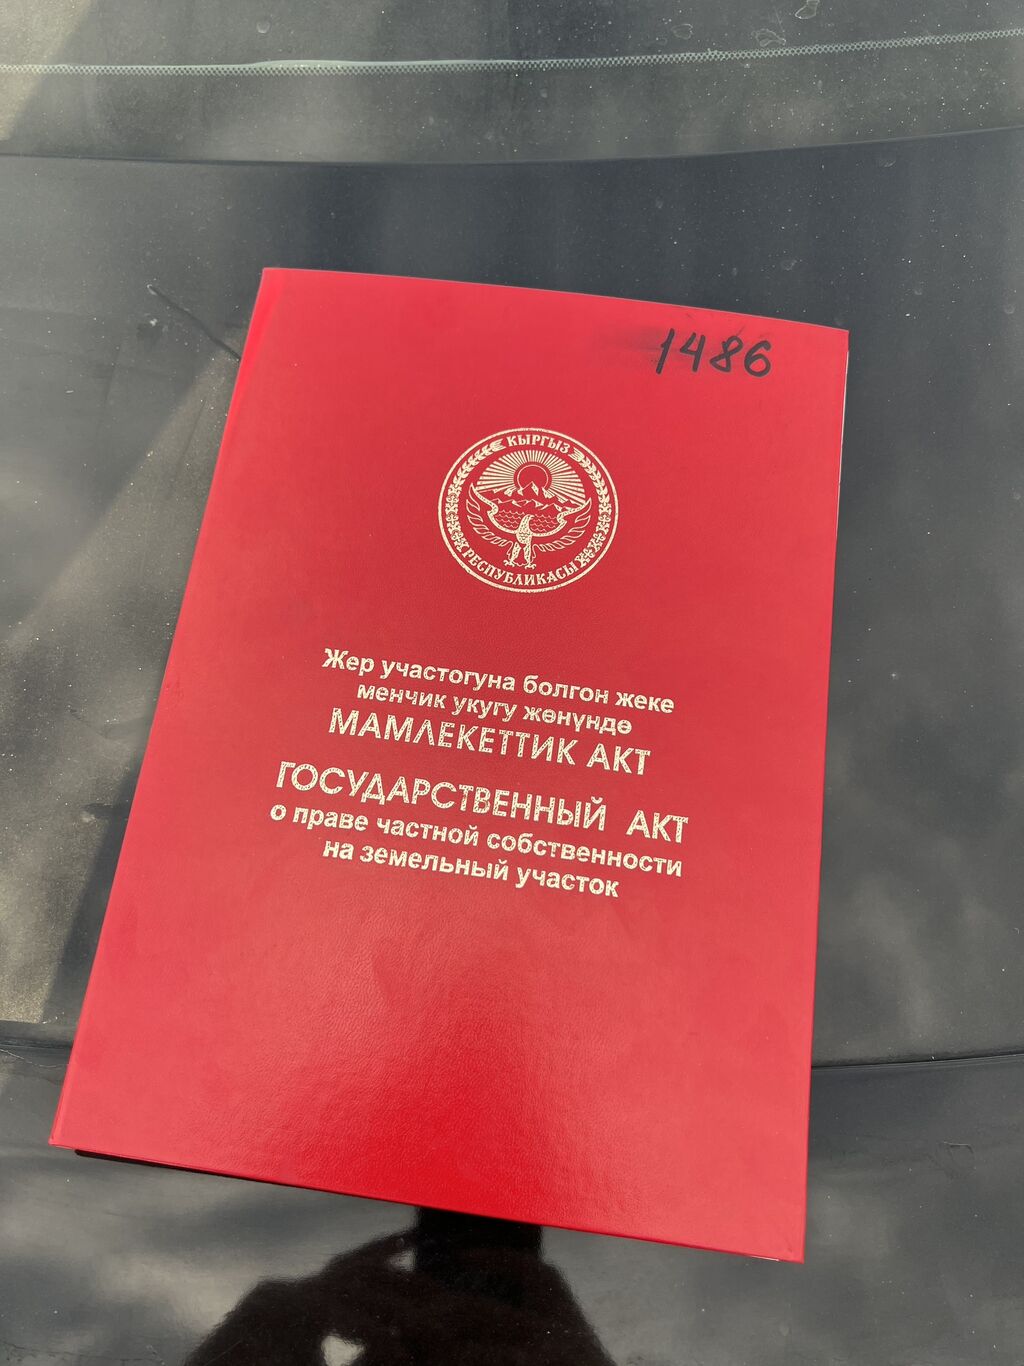 1486
КЫРГЫЗ
РЕСПУБЛИКАСЫ
Жер участогуна болгон жеке
менчик укугу жөнүндө
МАМЛЕКЕТТИК АКТ
ГОСУДАРСТВЕННЫЙ АКТ
о праве частной собственности
на земельный участок